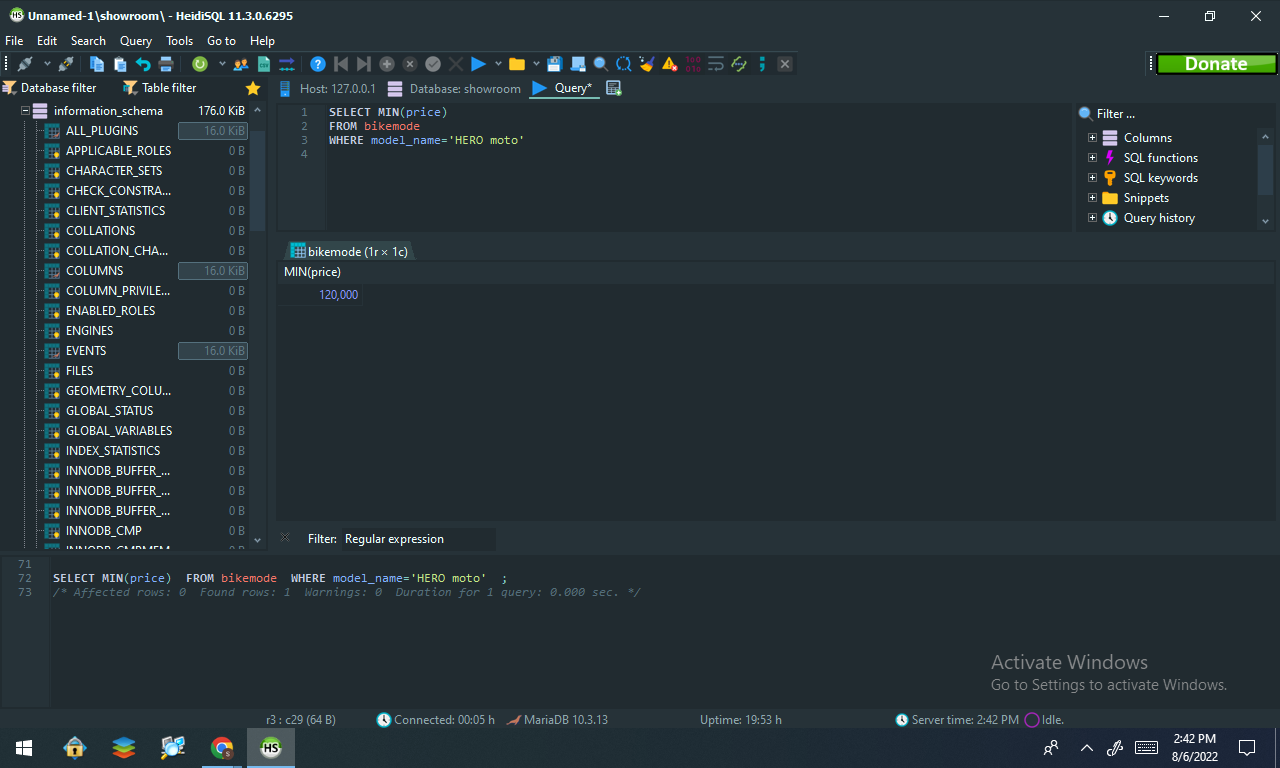 Unnamed-1\showroom\ - HeidiSQL 11.3.0.6295
File Edit Search Query Tools Go to Help
Donate
Database filter Table filter
Host: 127.0.0.1 Database: showroom Query*
information_schema 176.0 KiB
ALL_PLUGINS 16.0 KiB
APPLICABLE_ROLES 0 B
CHARACTER_SETS 0 B
CHECK_CONSTRA... 0 B
CLIENT_STATISTICS 0 B
COLLATIONS 0 B
COLLATION_CHA... 0 B
COLUMNS 16.0 KiB
COLUMN_PRIVILE... 0 B
ENABLED_ROLES 0 B
ENGINES 0 B
EVENTS 16.0 KiB
FILES 0 B
GEOMETRY_COLU... 0 B
GLOBAL_STATUS 0 B
GLOBAL_VARIABLES 0 B
INDEX_STATISTICS 0 B
INNODB_BUFFER_... 0 B
INNODB_BUFFER_... 0 B
INNODB_BUFFER_... 0 B
INNODB_CMP 0 B
INNODB_CMPMEM 0 B
1 SELECT MIN(price)
2 FROM bikemode
3 WHERE model_name='HERO moto'
4
Filter ...
Columns
SQL functions
SQL keywords
Snippets
Query history
bikemode (1r × 1c)
MIN(price)
120,000
Filter: Regular expression
71
72 SELECT MIN(price)  FROM bikemode  WHERE model_name='HERO moto'  ;
73 /* Affected rows: 0  Found rows: 1  Warnings: 0  Duration for 1 query: 0.000 sec. */
Activate Windows
Go to Settings to activate Windows.
r3 : c29 (64 B) Connected: 00:05 h MariaDB 10.3.13 Uptime: 19:53 h Server time: 2:42 PM Idle.
HS
2:42 PM
8/6/2022